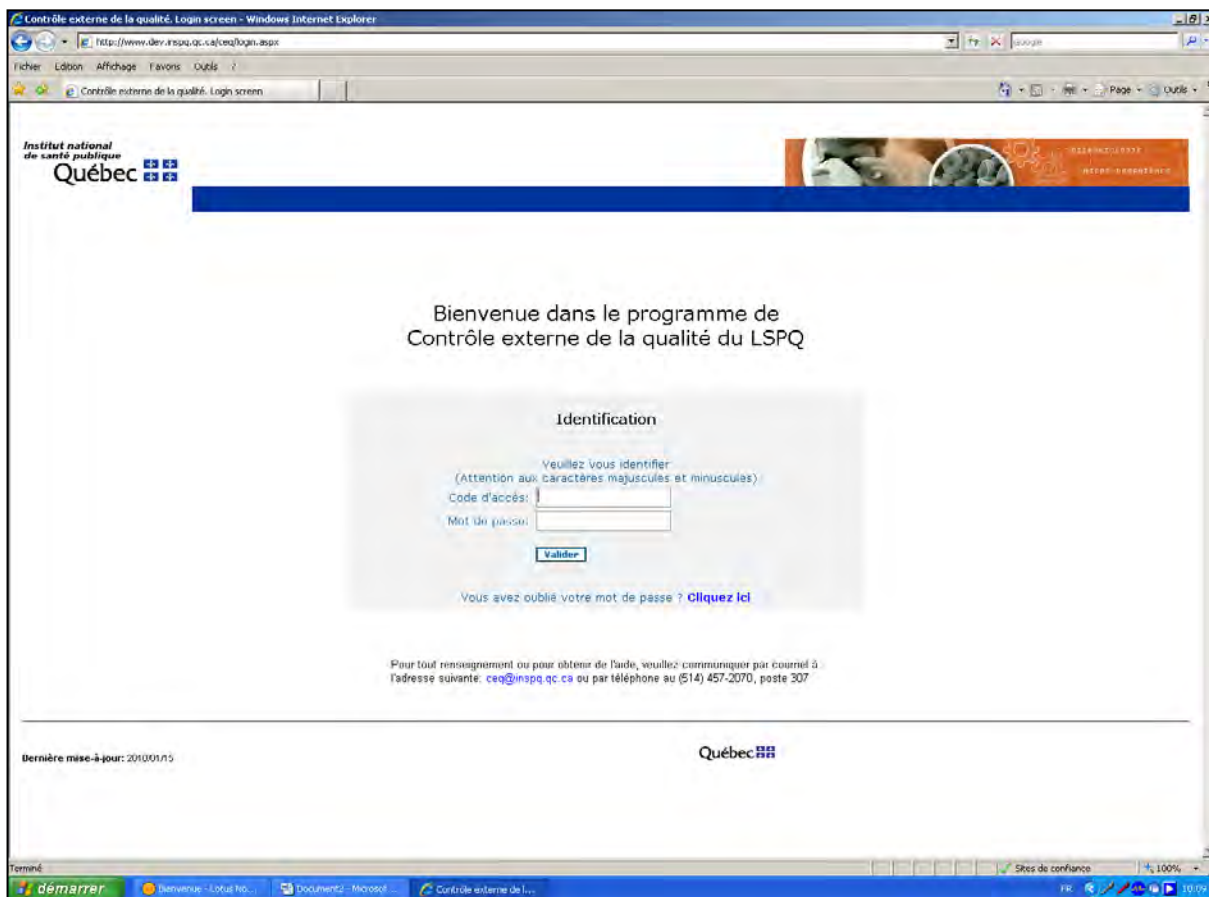 Contrôle externe de la qualité. Login screen - Windows Internet Explorer
http://www.dev.inspq.qc.ca/ceq/login.aspx
Google
Fichier Edition Affichage Favoris Outils ?
Contrôle externe de la qualité. Login screen
Page Outils
Institut national
de santé publique
Québec
Bienvenue dans le programme de
Contrôle externe de la qualité du LSPQ
Identification
Veuillez vous identifier
(Attention aux caractères majuscules et minuscules)
Code d'accès:
Mot de passe:
Valider
Vous avez oublié votre mot de passe ? Cliquez ici
Pour tout renseignement ou pour obtenir de l'aide, veuillez communiquer par courriel à
l'adresse suivante: ceq@inspq.qc.ca ou par téléphone au (514) 457-2070, poste 307
Québec
Dernière mise-à-jour: 2010/01/15
Terminé
Sites de confiance
100%
démarrer
Bienvenue - Lotus No...
Document2 - Microsof...
Contrôle externe de l...
FR
10:09